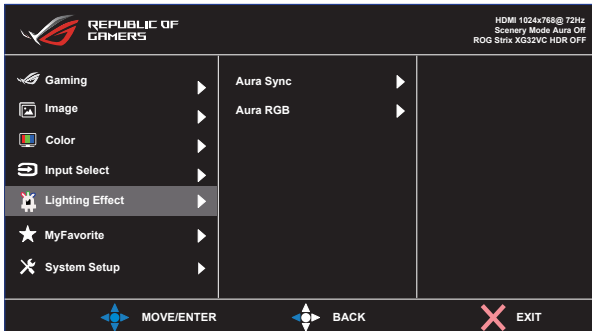 REPUBLIC OF
GAMERS
HDMI 1024x768@ 72Hz
Scenery Mode Aura Off
ROG Strix XG32VC HDR OFF
Gaming
Image
Color
Input Select
Lighting Effect
MyFavorite
System Setup
Aura Sync
Aura RGB
MOVE/ENTER
BACK
EXIT